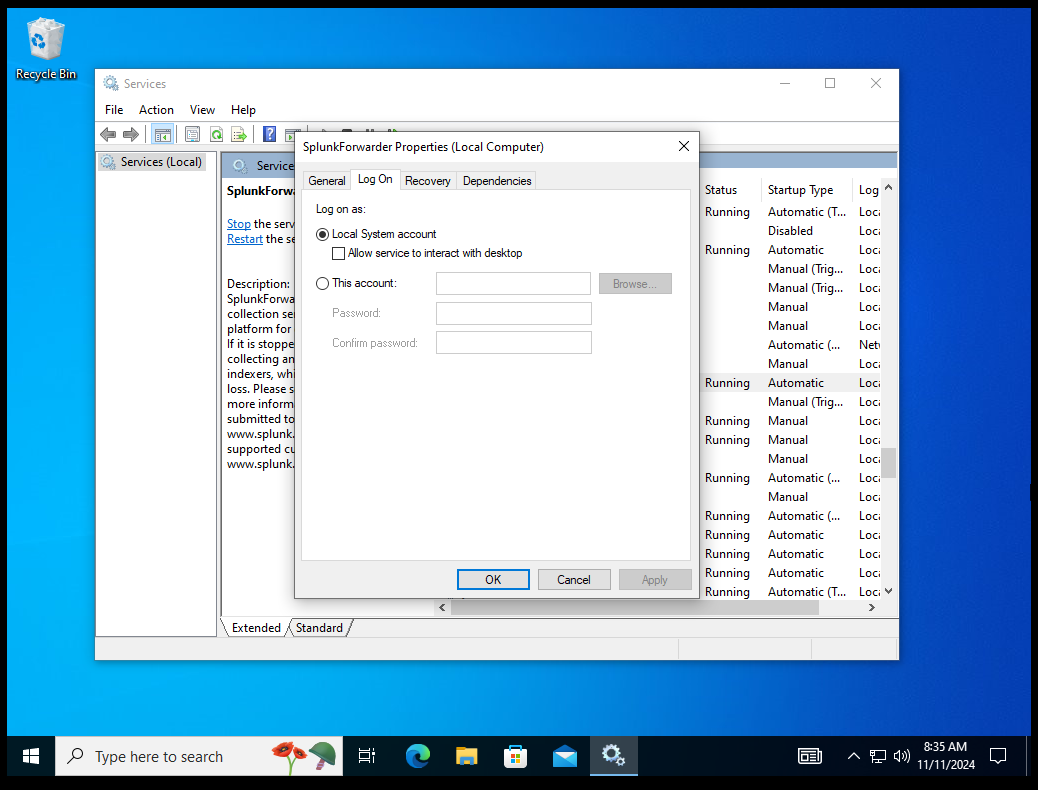 Recycle Bin
Services
File Action View Help
SplunkForwarder Properties (Local Computer)
Services (Local)
Service
General Log On Recovery Dependencies
SplunkForwa
Stop the serv
Restart the se
Description:
SplunkForwa
collection se
platform for
If it is stoppe
collecting an
indexers, whi
loss. Please s
more inform
submitted to
www.splunk.
supported cu
www.splunk.
Log on as:
Local System account
Allow service to interact with desktop
This account:
Browse...
Password:
Confirm password:
OK Cancel Apply
Status Startup Type Log
Running Automatic (T... Loca
Disabled Loca
Running Automatic Loca
Manual (Trig... Loca
Manual (Trig... Loca
Manual Loca
Manual Loca
Automatic (... Netv
Manual Loca
Running Automatic Loca
Manual (Trig... Loca
Running Manual Loca
Running Manual Loca
Manual Loca
Running Automatic (... Loca
Manual Loca
Running Automatic (... Loca
Running Automatic Loca
Running Automatic Loca
Running Automatic Loca
Running Automatic (T... Loca
Extended Standard
Type here to search
8:35 AM
11/11/2024